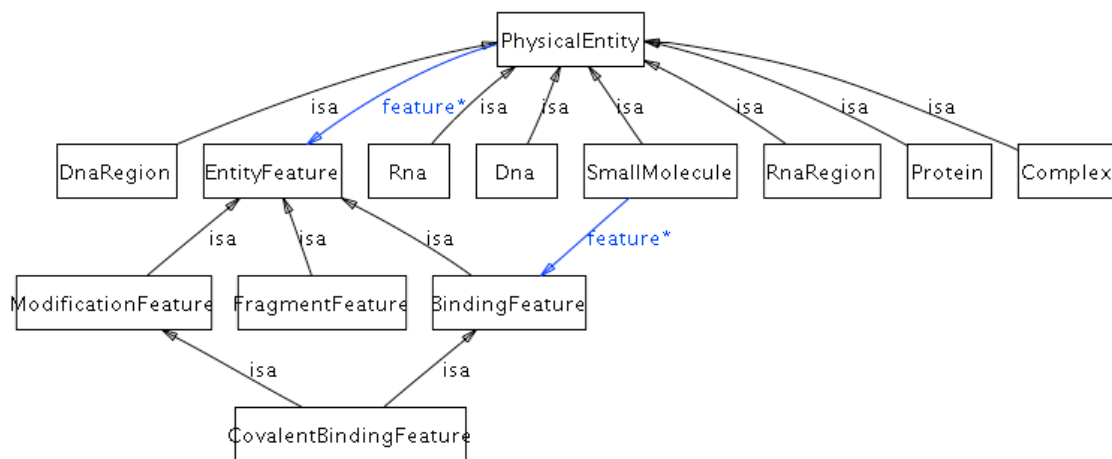 PhysicalEntity
isa
feature*
isa
isa
isa
isa
isa
isa
DnaRegion
EntityFeature
Rna
Dna
SmallMolecule
RnaRegion
Protein
Complex
isa
isa
isa
feature*
ModificationFeature
FragmentFeature
BindingFeature
isa
isa
CovalentBindingFeature